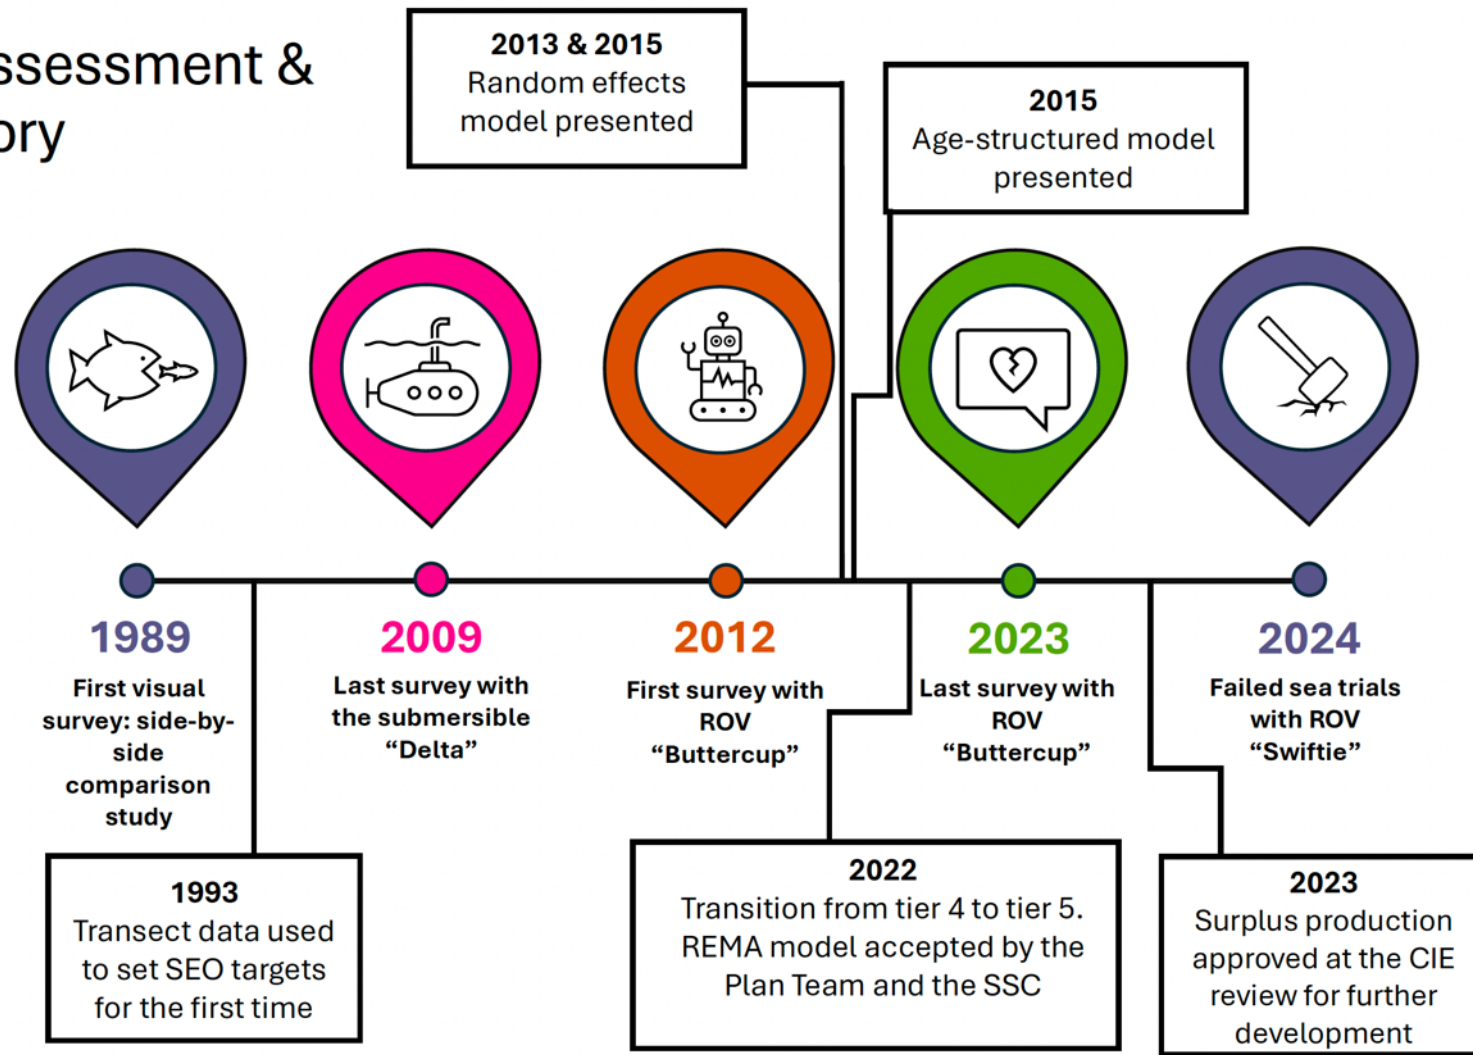 ssessment &
ory
2013 & 2015
Random effects
model presented
2015
Age-structured model
presented
1989
First visual
survey: side-by-
side
comparison
study
2009
Last survey with
the submersible
“Delta”
2012
First survey with
ROV
“Buttercup”
2023
Last survey with
ROV
“Buttercup”
2024
Failed sea trials
with ROV
“Swiftie”
1993
Transect data used
to set SEO targets
for the first time
2022
Transition from tier 4 to tier 5.
REMA model accepted by the
Plan Team and the SSC
2023
Surplus production
approved at the CIE
review for further
development